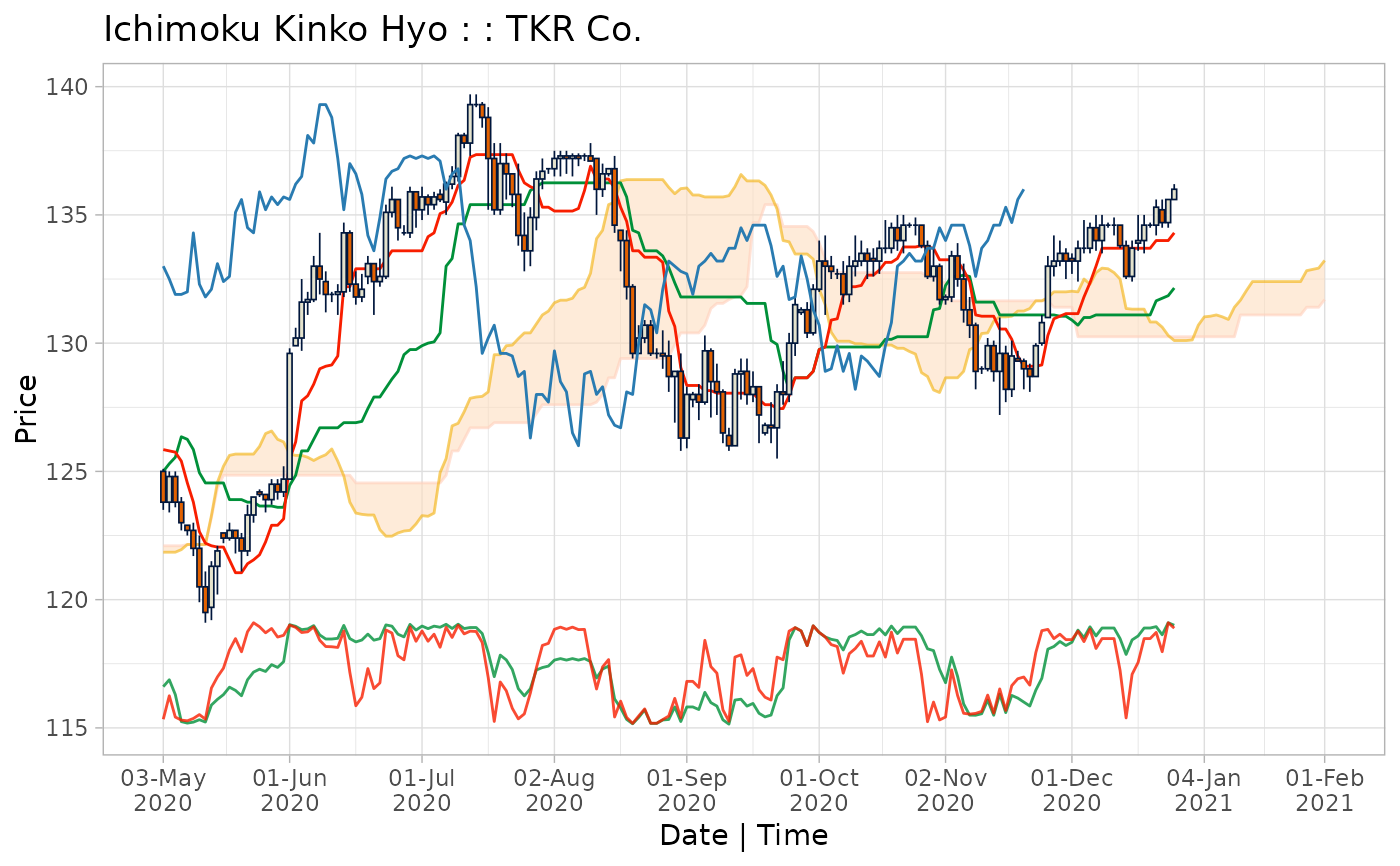 Ichimoku Kinko Hyo : : TKR Co.
140
135
130
125
120
115
Price
03-May 01-Jun 01-Jul 02-Aug 01-Sep 01-Oct 02-Nov 01-Dec 04-Jan 01-Feb
2020 2020 2020 2020 2020 2020 2020 2020 2021 2021
Date | Time